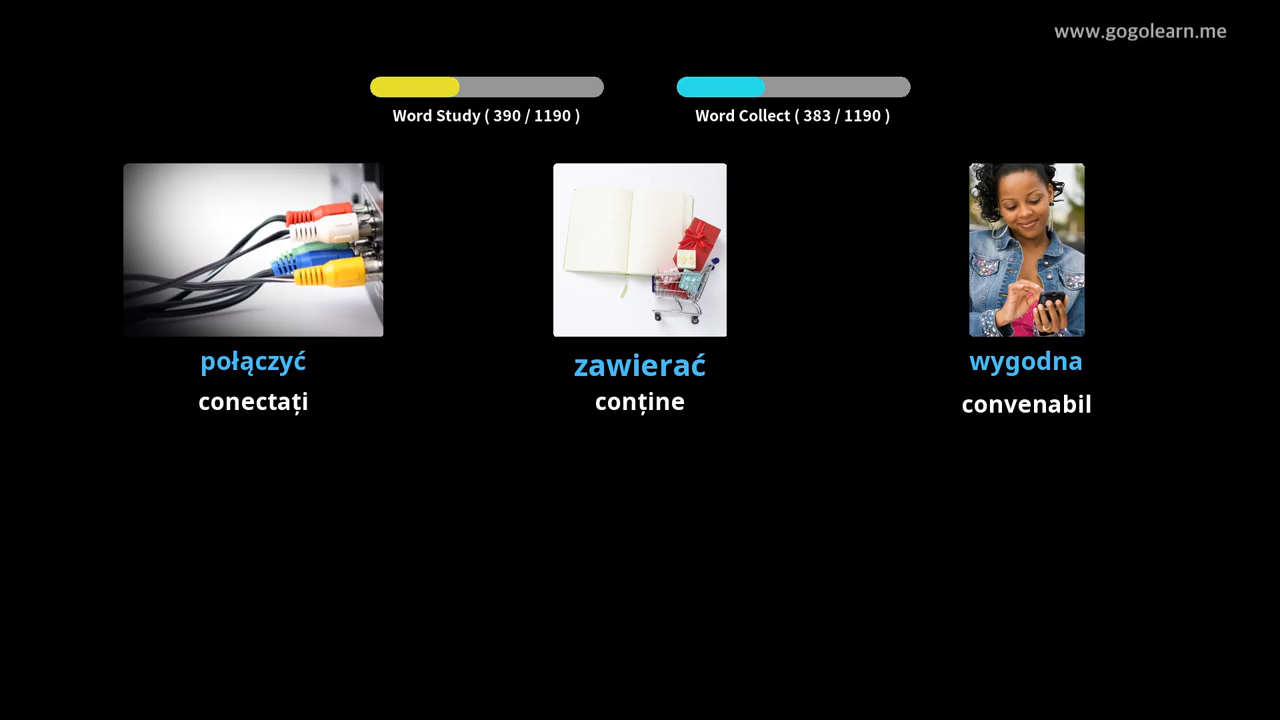 www.gogolearn.me
Word Study ( 390 / 1190 )
Word Collect ( 383 / 1190 )
połączyć
zawierać
wygodna
conectați
conține
convenabil